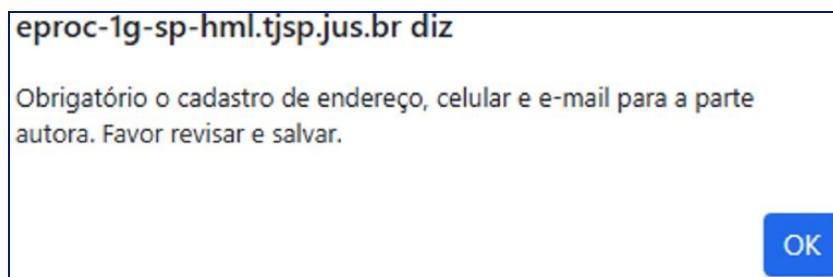 eproc-1g-sp-hml.tjsp.jus.br diz
Obrigatório o cadastro de endereço, celular e e-mail para a parte
autora. Favor revisar e salvar.
OK